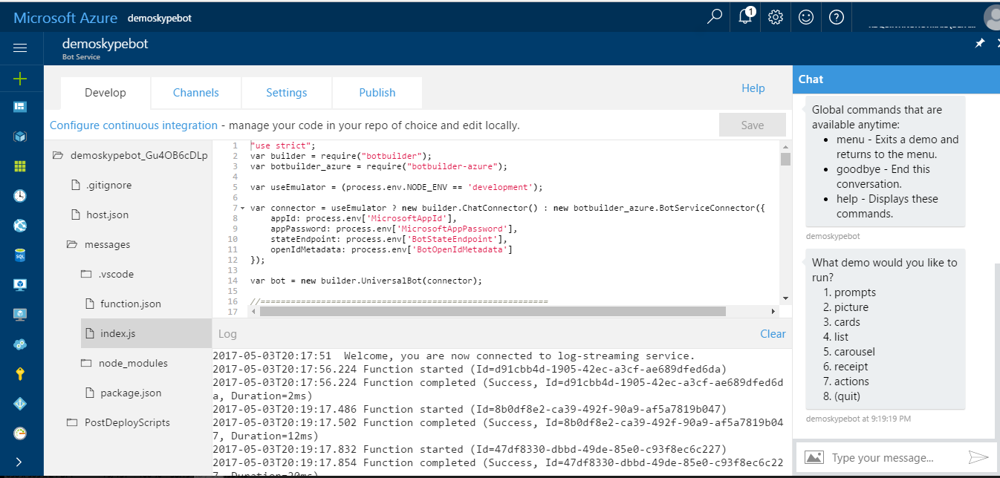 Microsoft Azure demoskypebot
1
demoskypebot
Bot Service
Develop
Channels
Settings
Publish
Help
Configure continuous integration - manage your code in your repo of choice and edit locally.
Save
demoskypebot_Gu4OB6cDLp
.gitignore
host.json
messages
.vscode
function.json
index.js
node_modules
package.json
PostDeployScripts
SQL
1 "use strict";
2 var builder = require("botbuilder");
3 var botbuilder_azure = require("botbuilder-azure");
4
5 var useEmulator = (process.env.NODE_ENV == 'development');
6
7 var connector = useEmulator ? new builder.ChatConnector() : new botbuilder_azure.BotServiceConnector({
8     appId: process.env['MicrosoftAppId'],
9     appPassword: process.env['MicrosoftAppPassword'],
10     stateEndpoint: process.env['BotStateEndpoint'],
11     openIdMetadata: process.env['BotOpenIdMetadata']
12 });
13
14 var bot = new builder.UniversalBot(connector);
15
16 //=========================================================
17
Log
Clear
2017-05-03T20:17:51  Welcome, you are now connected to log-streaming service.
2017-05-03T20:17:56.224 Function started (Id=d91cbb4d-1905-42ec-a3cf-ae689dfed6da)
2017-05-03T20:17:56.224 Function completed (Success, Id=d91cbb4d-1905-42ec-a3cf-ae689dfed6d
a, Duration=2ms)
2017-05-03T20:19:17.486 Function started (Id=8b0df8e2-ca39-492f-90a9-af5a7819b047)
2017-05-03T20:19:17.502 Function completed (Success, Id=8b0df8e2-ca39-492f-90a9-af5a7819b04
7, Duration=12ms)
2017-05-03T20:19:17.832 Function started (Id=47df8330-dbbd-49de-85e0-c93f8ec6c227)
2017-05-03T20:19:17.854 Function completed (Success, Id=47df8330-dbbd-49de-85e0-c93f8ec6c22
7, Duration=20ms)
Chat
Global commands that are
available anytime:
• menu - Exits a demo and
returns to the menu.
• goodbye - End this
conversation.
• help - Displays these
commands.
demoskypebot
What demo would you like to
run?
1. prompts
2. picture
3. cards
4. list
5. carousel
6. receipt
7. actions
8. (quit)
demoskypebot at 9:19:19 PM
Type your message...